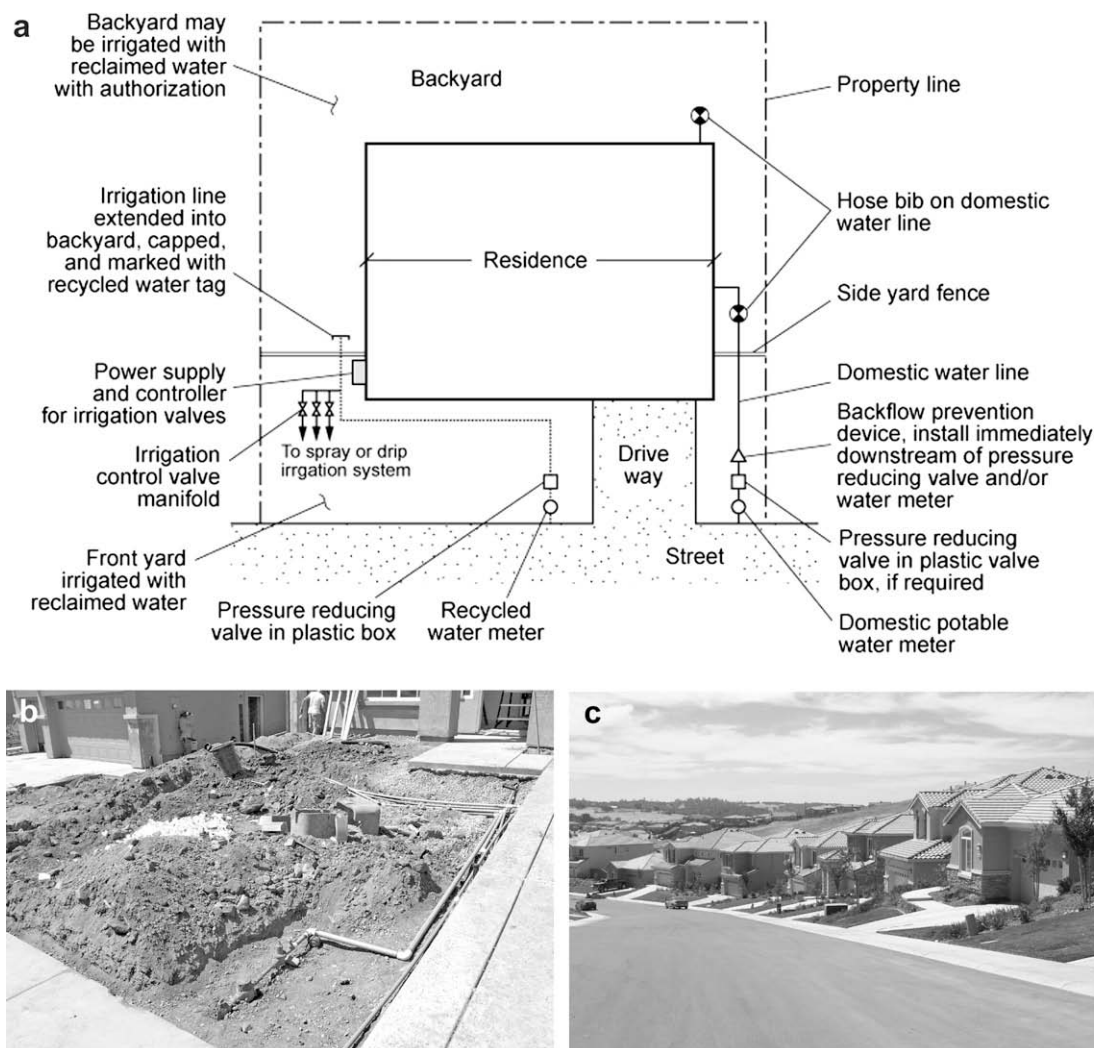 a
Backyard may
be irrigated with
reclaimed water
with authorization
Backyard
Property line
Irrigation line
extended into
backyard, capped,
and marked with
recycled water tag
Hose bib on domestic
water line
Residence
Side yard fence
Power supply
and controller
for irrigation valves
Domestic water line
Irrigation
control valve
manifold
To spray or drip
irrgation system
Drive
way
Backflow prevention
device, install immediately
downstream of pressure
reducing valve and/or
water meter
Front yard
irrigated with
reclaimed water
Pressure reducing
valve in plastic box
Recycled
water meter
Street
Pressure reducing
valve in plastic valve
box, if required
Domestic potable
water meter
b
c